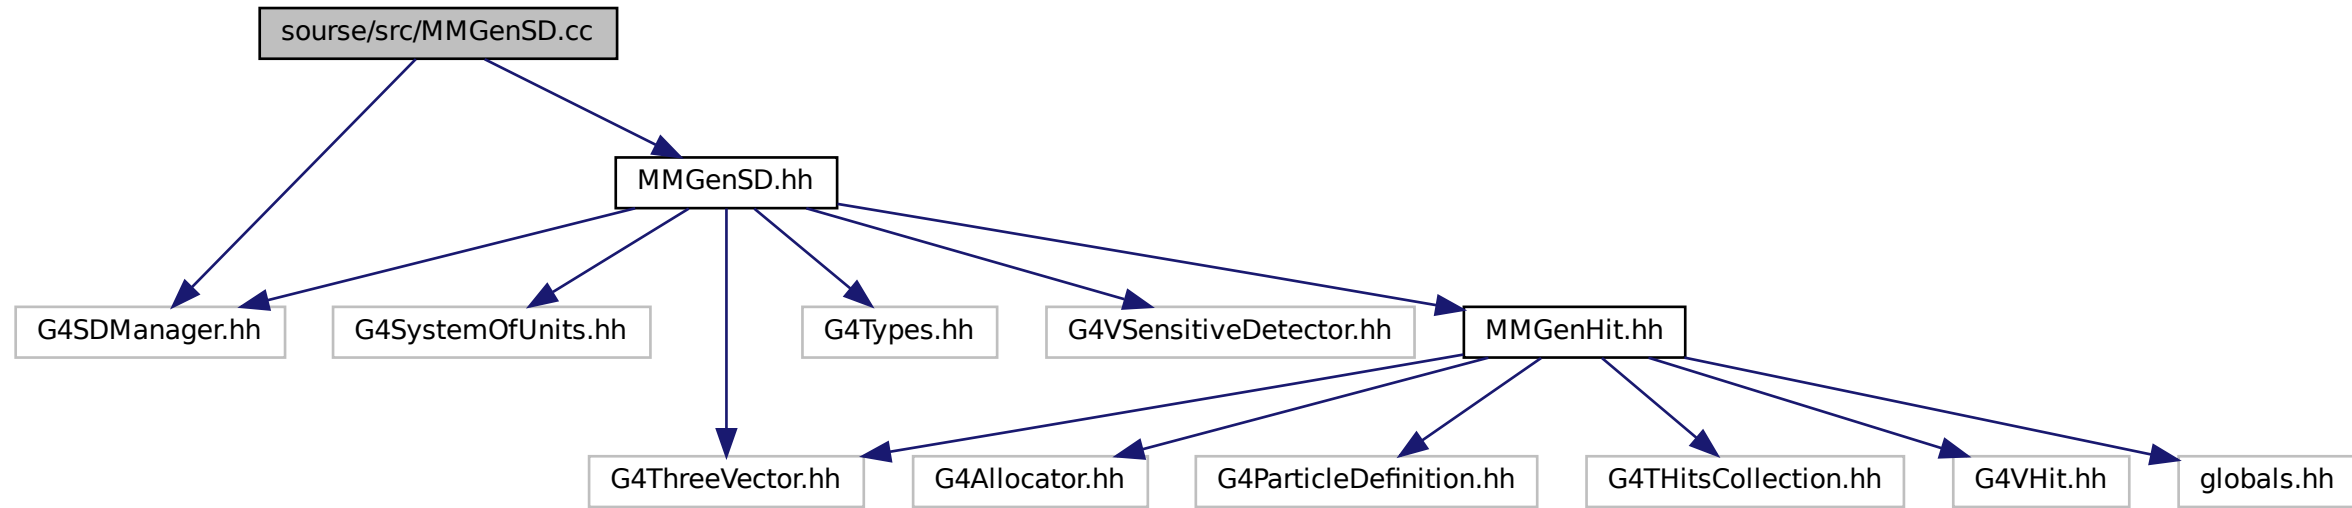 sourse/src/MMGenSD.cc
MMGenSD.hh
G4SDManager.hh
G4SystemOfUnits.hh
G4Types.hh
G4VSensitiveDetector.hh
MMGenHit.hh
G4ThreeVector.hh
G4Allocator.hh
G4ParticleDefinition.hh
G4THitsCollection.hh
G4VHit.hh
globals.hh